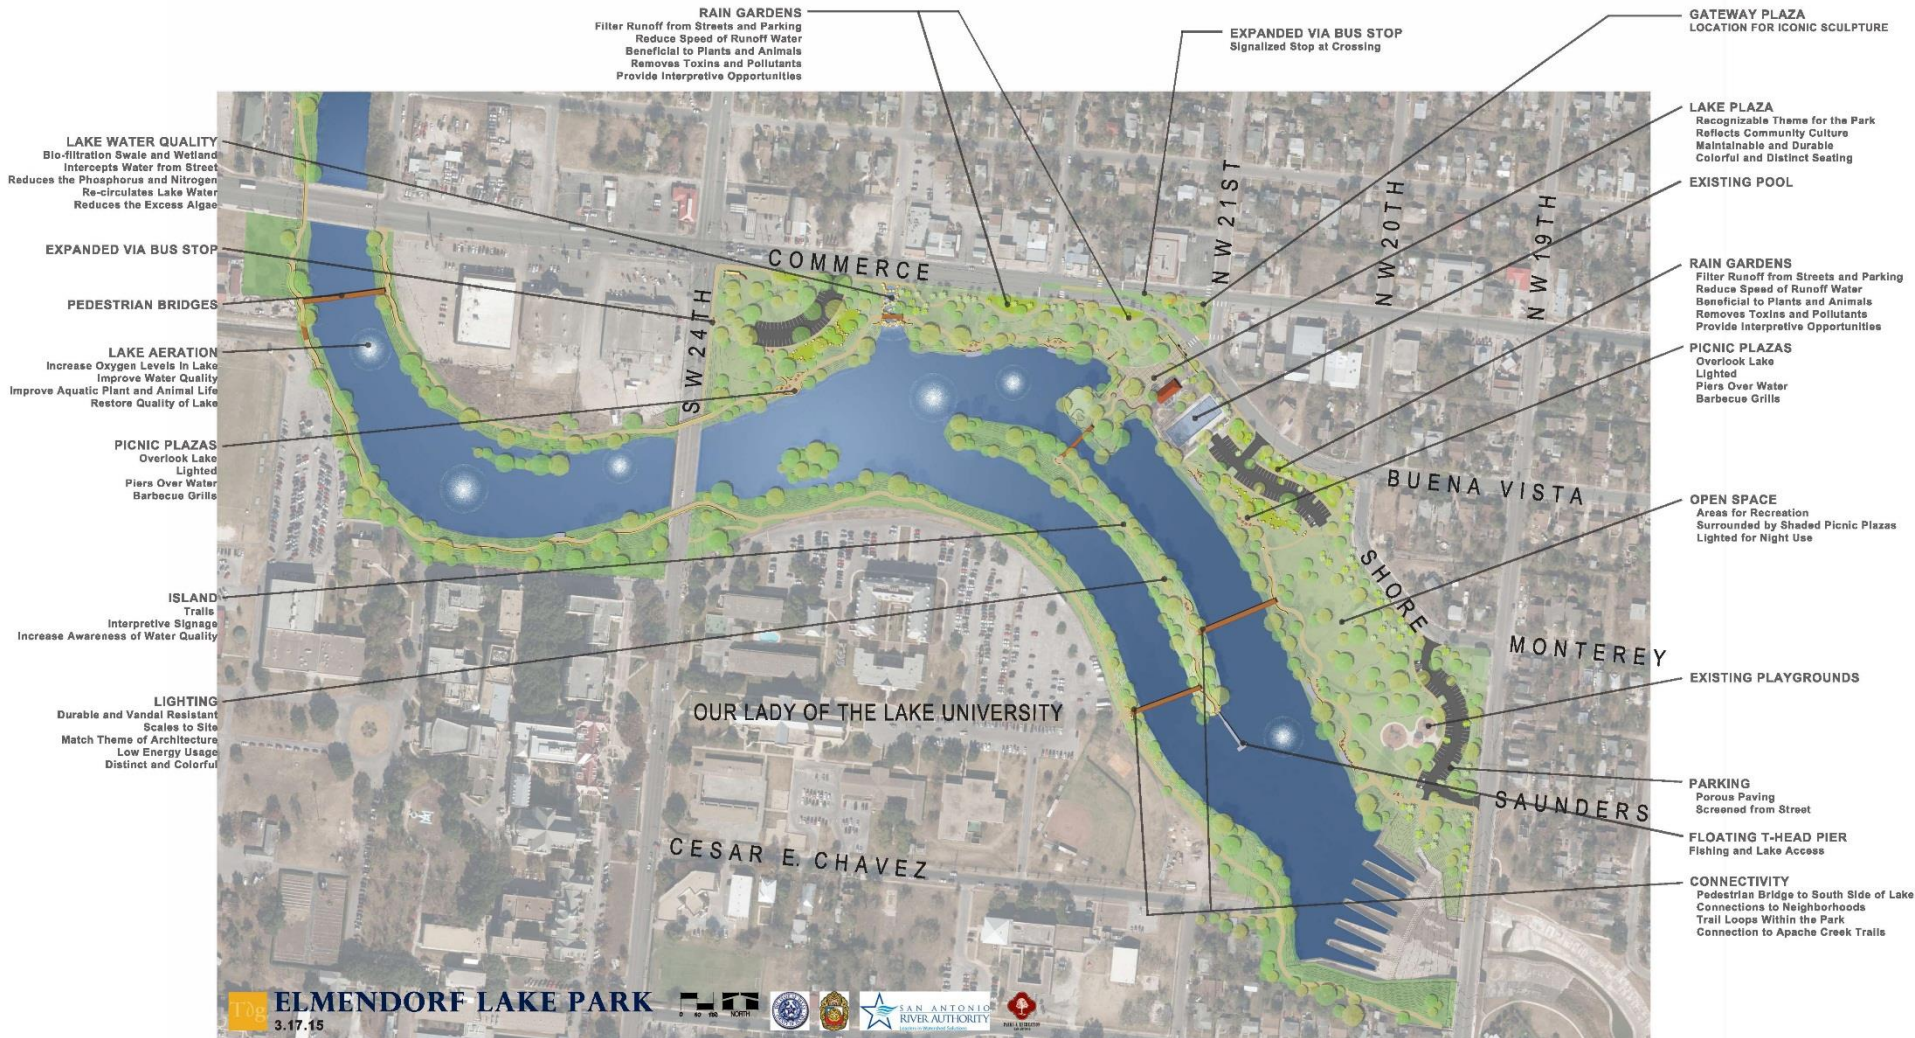 RAIN GARDENS
Filter Runoff from Streets and Parking
Reduce Speed of Runoff Water
Beneficial to Plants and Animals
Removes Toxins and Pollutants
Provide Interpretive Opportunities
EXPANDED VIA BUS STOP
Signalized Stop at Crossing
GATEWAY PLAZA
LOCATION FOR ICONIC SCULPTURE
LAKE WATER QUALITY
Bio-filtration Swale and Wetland
Intercepts Water from Street
Reduces the Phosphorus and Nitrogen
Re-circulates Lake Water
Reduces the Excess Algae
EXPANDED VIA BUS STOP
PEDESTRIAN BRIDGES
LAKE AERATION
Increase Oxygen Levels in Lake
Improve Water Quality
Improve Aquatic Plant and Animal Life
Restore Quality of Lake
PICNIC PLAZAS
Overlook Lake
Lighted
Piers Over Water
Barbecue Grills
ISLAND
Trails
Interpretive Signage
Increase Awareness of Water Quality
LIGHTING
Durable and Vandal Resistant
Scales to Site
Match Theme of Architecture
Low Energy Usage
Distinct and Colorful
COMMERCE
SW 24TH
NW 21ST
NW 20TH
NW 19TH
BUENA VISTA
SHORE
MONTEREY
SAUNDERS
OUR LADY OF THE LAKE UNIVERSITY
CESAR E. CHAVEZ
LAKE PLAZA
Recognizable Theme for the Park
Reflects Community Culture
Maintainable and Durable
Colorful and Distinct Seating
EXISTING POOL
RAIN GARDENS
Filter Runoff from Streets and Parking
Reduce Speed of Runoff Water
Beneficial to Plants and Animals
Removes Toxins and Pollutants
Provide Interpretive Opportunities
PICNIC PLAZAS
Overlook Lake
Lighted
Piers Over Water
Barbecue Grills
OPEN SPACE
Areas for Recreation
Surrounded by Shaded Picnic Plazas
Lighted for Night Use
EXISTING PLAYGROUNDS
PARKING
Porous Paving
Screened from Street
FLOATING T-HEAD PIER
Fishing and Lake Access
CONNECTIVITY
Pedestrian Bridge to South Side of Lake
Connections to Neighborhoods
Trail Loops Within the Park
Connection to Apache Creek Trails
ELMENDORF LAKE PARK
3.17.15
NORTH
SAN ANTONIO
RIVER AUTHORITY